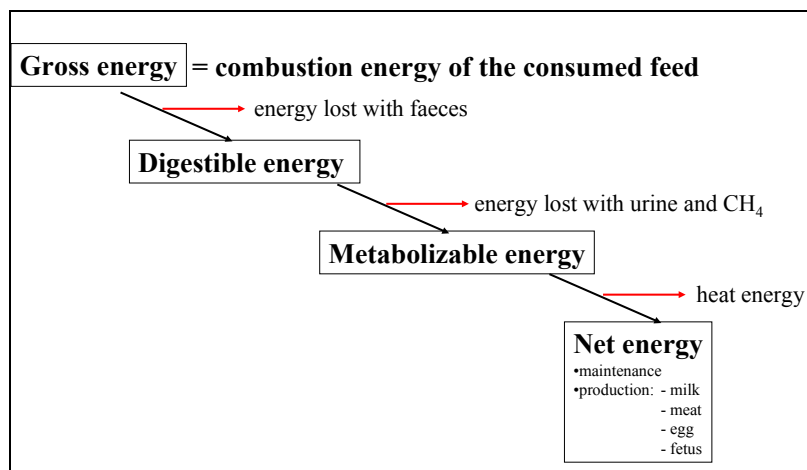 Gross energy = combustion energy of the consumed feed
energy lost with faeces
Digestible energy
energy lost with urine and CH₄
Metabolizable energy
heat energy
Net energy
•maintenance
•production: - milk
- meat
- egg
- fetus